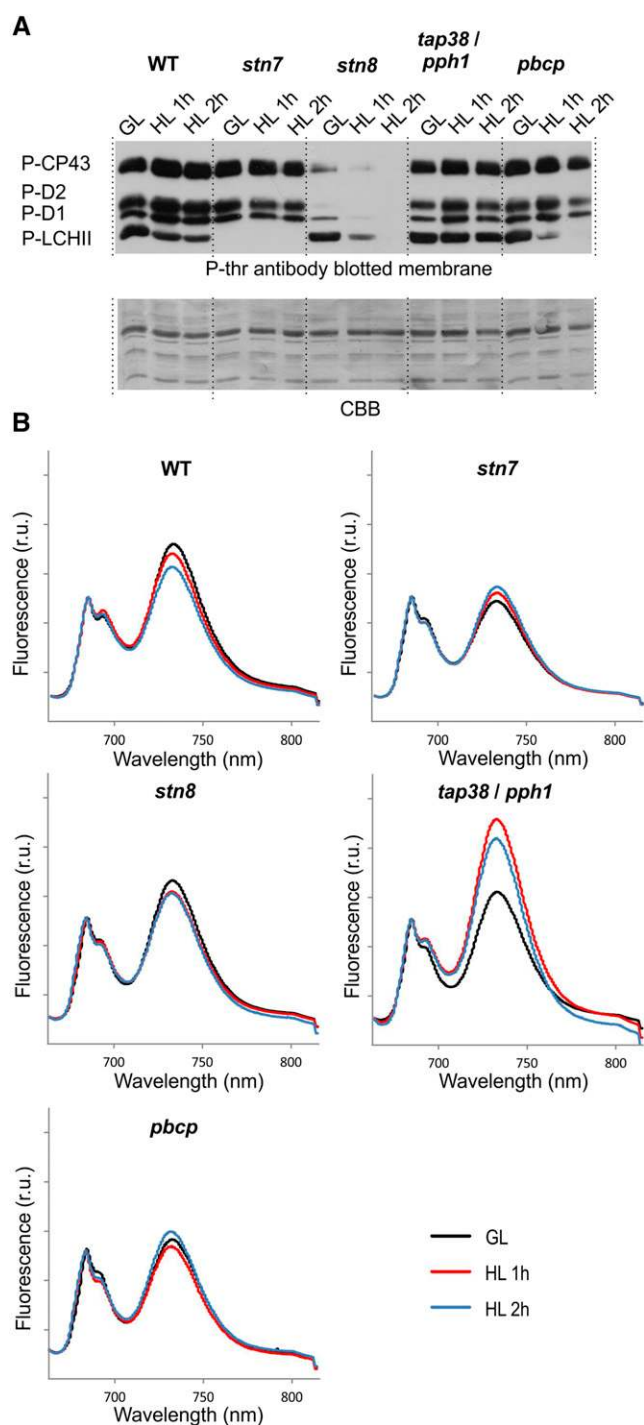 A
WT stn7 stn8 tap38 / pph1 pbcp
GL HL 1h HL 2h GL HL 1h HL 2h GL HL 1h HL 2h GL HL 1h HL 2h GL HL 1h HL 2h
P-CP43
P-D2
P-D1
P-LCHII
P-thr antibody blotted membrane
CBB
B
WT
Fluorescence (r.u.)
700 750 800
Wavelength (nm)
stn7
Fluorescence (r.u.)
700 750 800
Wavelength (nm)
stn8
Fluorescence (r.u.)
700 750 800
Wavelength (nm)
tap38 / pph1
Fluorescence (r.u.)
700 750 800
Wavelength (nm)
pbcp
Fluorescence (r.u.)
700 750 800
Wavelength (nm)
GL
HL 1h
HL 2h